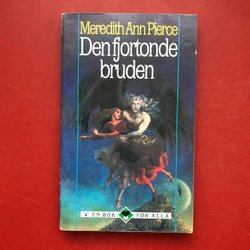 Meredith Ann Pierce
Den fjortonde
bruden
EN BOK FÖR ALLA